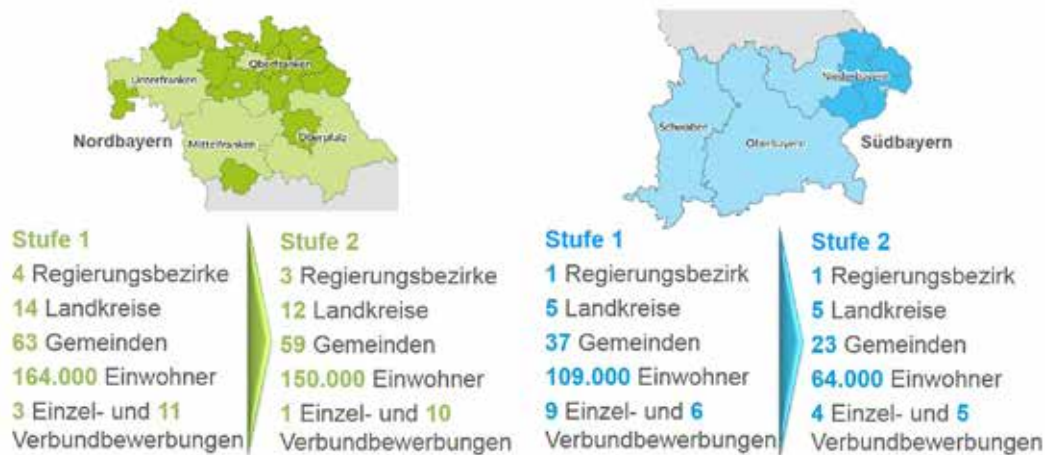 Unterfranken
Oberfranken
Nordbayern
Mittelfranken
Oberpfalz
Niederbayern
Schwaben
Oberbayern
Südbayern
Stufe 1
4 Regierungsbezirke
14 Landkreise
63 Gemeinden
164.000 Einwohner
3 Einzel- und 11
Verbundbewerbungen
Stufe 2
3 Regierungsbezirke
12 Landkreise
59 Gemeinden
150.000 Einwohner
1 Einzel- und 10
Verbundbewerbungen
Stufe 1
1 Regierungsbezirk
5 Landkreise
37 Gemeinden
109.000 Einwohner
9 Einzel- und 6
Verbundbewerbungen
Stufe 2
1 Regierungsbezirk
5 Landkreise
23 Gemeinden
64.000 Einwohner
4 Einzel- und 5
Verbundbewerbungen